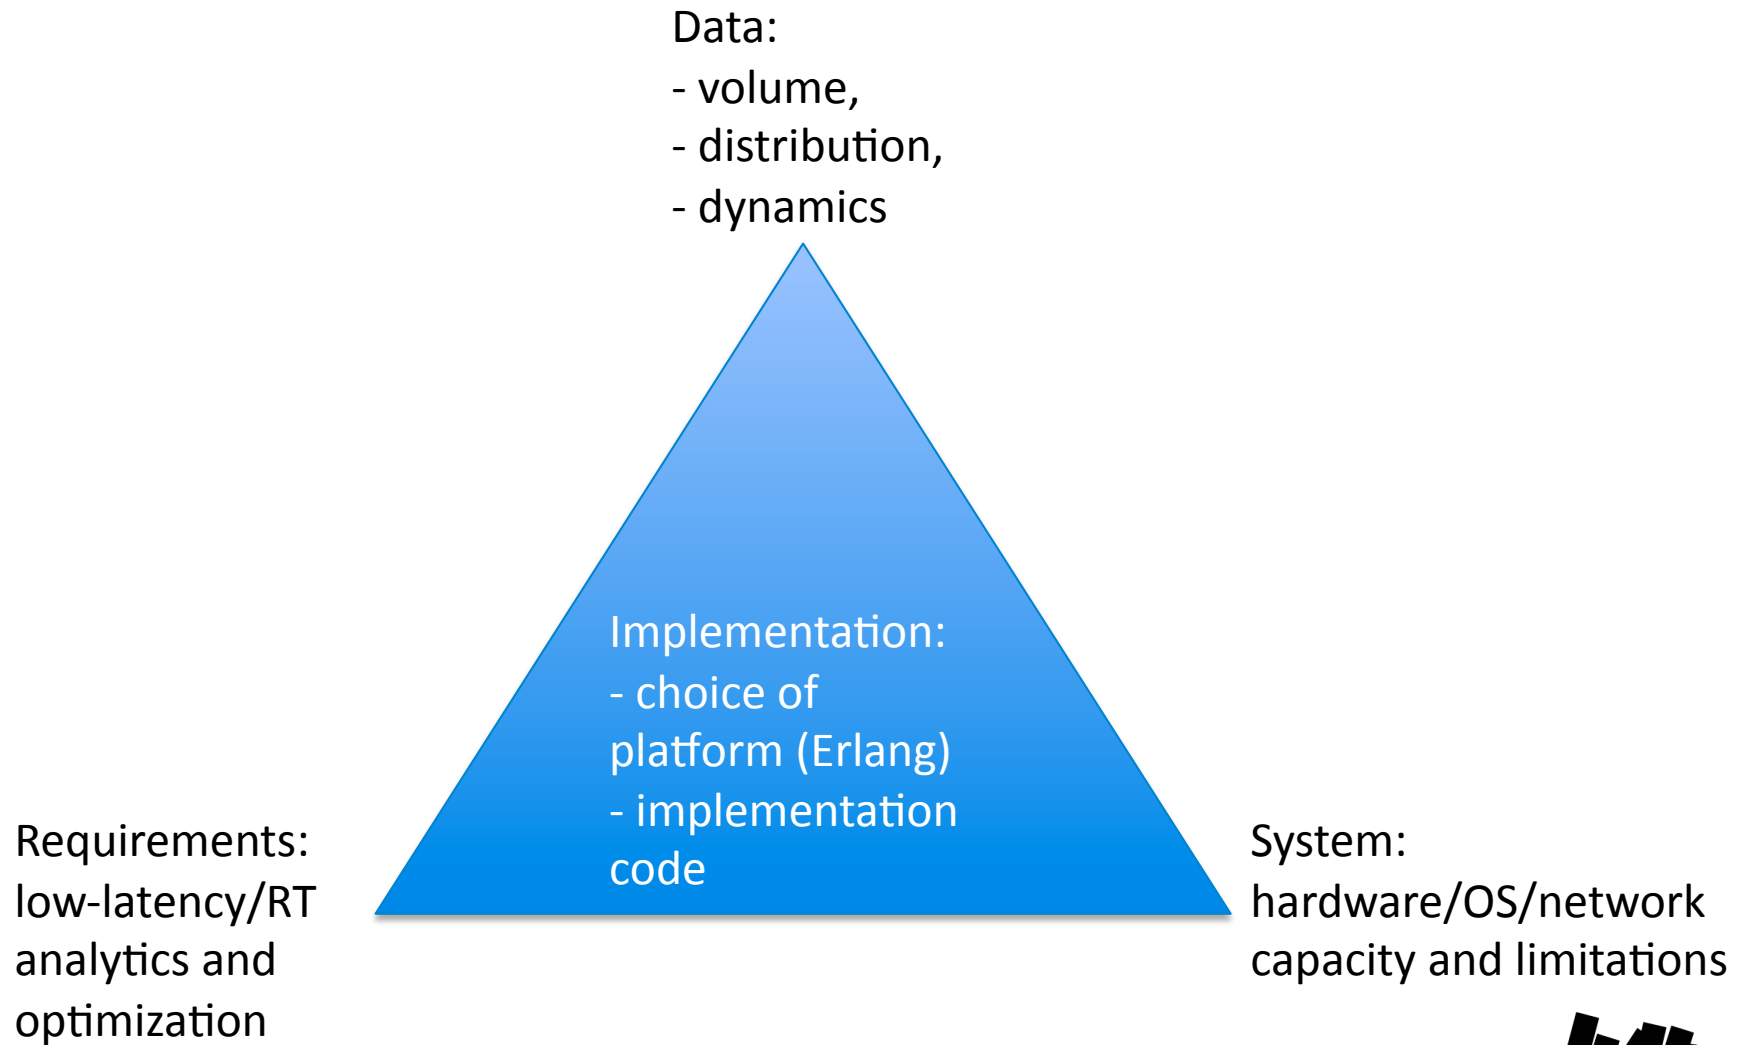 Data:
- volume,
- distribution,
- dynamics
Implementation:
- choice of
platform (Erlang)
- implementation
code
Requirements:
low-latency/RT
analytics and
optimization
System:
hardware/OS/network
capacity and limitations